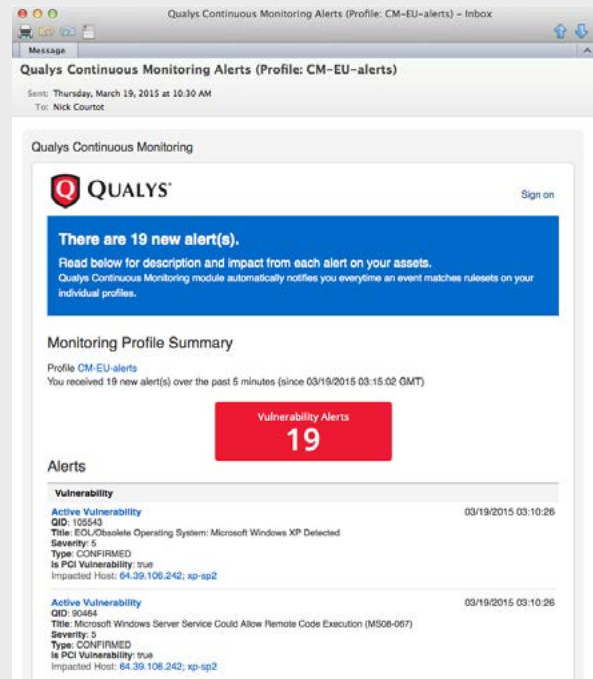 Qualys Continuous Monitoring Alerts (Profile: CM-EU-alerts) – Inbox
Message
Qualys Continuous Monitoring Alerts (Profile: CM-EU-alerts)
Sent: Thursday, March 19, 2015 at 10:30 AM
To: Nick Courtot
Qualys Continuous Monitoring
QUALYS®
Sign on
There are 19 new alert(s).
Read below for description and impact from each alert on your assets.
Qualys Continuous Monitoring module automatically notifies you everytime an event matches rulesets on your
individual profiles.
Monitoring Profile Summary
Profile CM-EU-alerts
You received 19 new alert(s) over the past 5 minutes (since 03/19/2015 03:15:02 GMT)
Vulnerability Alerts
19
Alerts
Vulnerability
Active Vulnerability 03/19/2015 03:10:26
QID: 105543
Title: EOL/Obsolete Operating System: Microsoft Windows XP Detected
Severity: 5
Type: CONFIRMED
Is PCI Vulnerability: true
Impacted Host: 64.39.106.242; xp-sp2
Active Vulnerability 03/19/2015 03:10:26
QID: 90464
Title: Microsoft Windows Server Service Could Allow Remote Code Execution (MS08-067)
Severity: 5
Type: CONFIRMED
Is PCI Vulnerability: true
Impacted Host: 64.39.106.242; xp-sp2